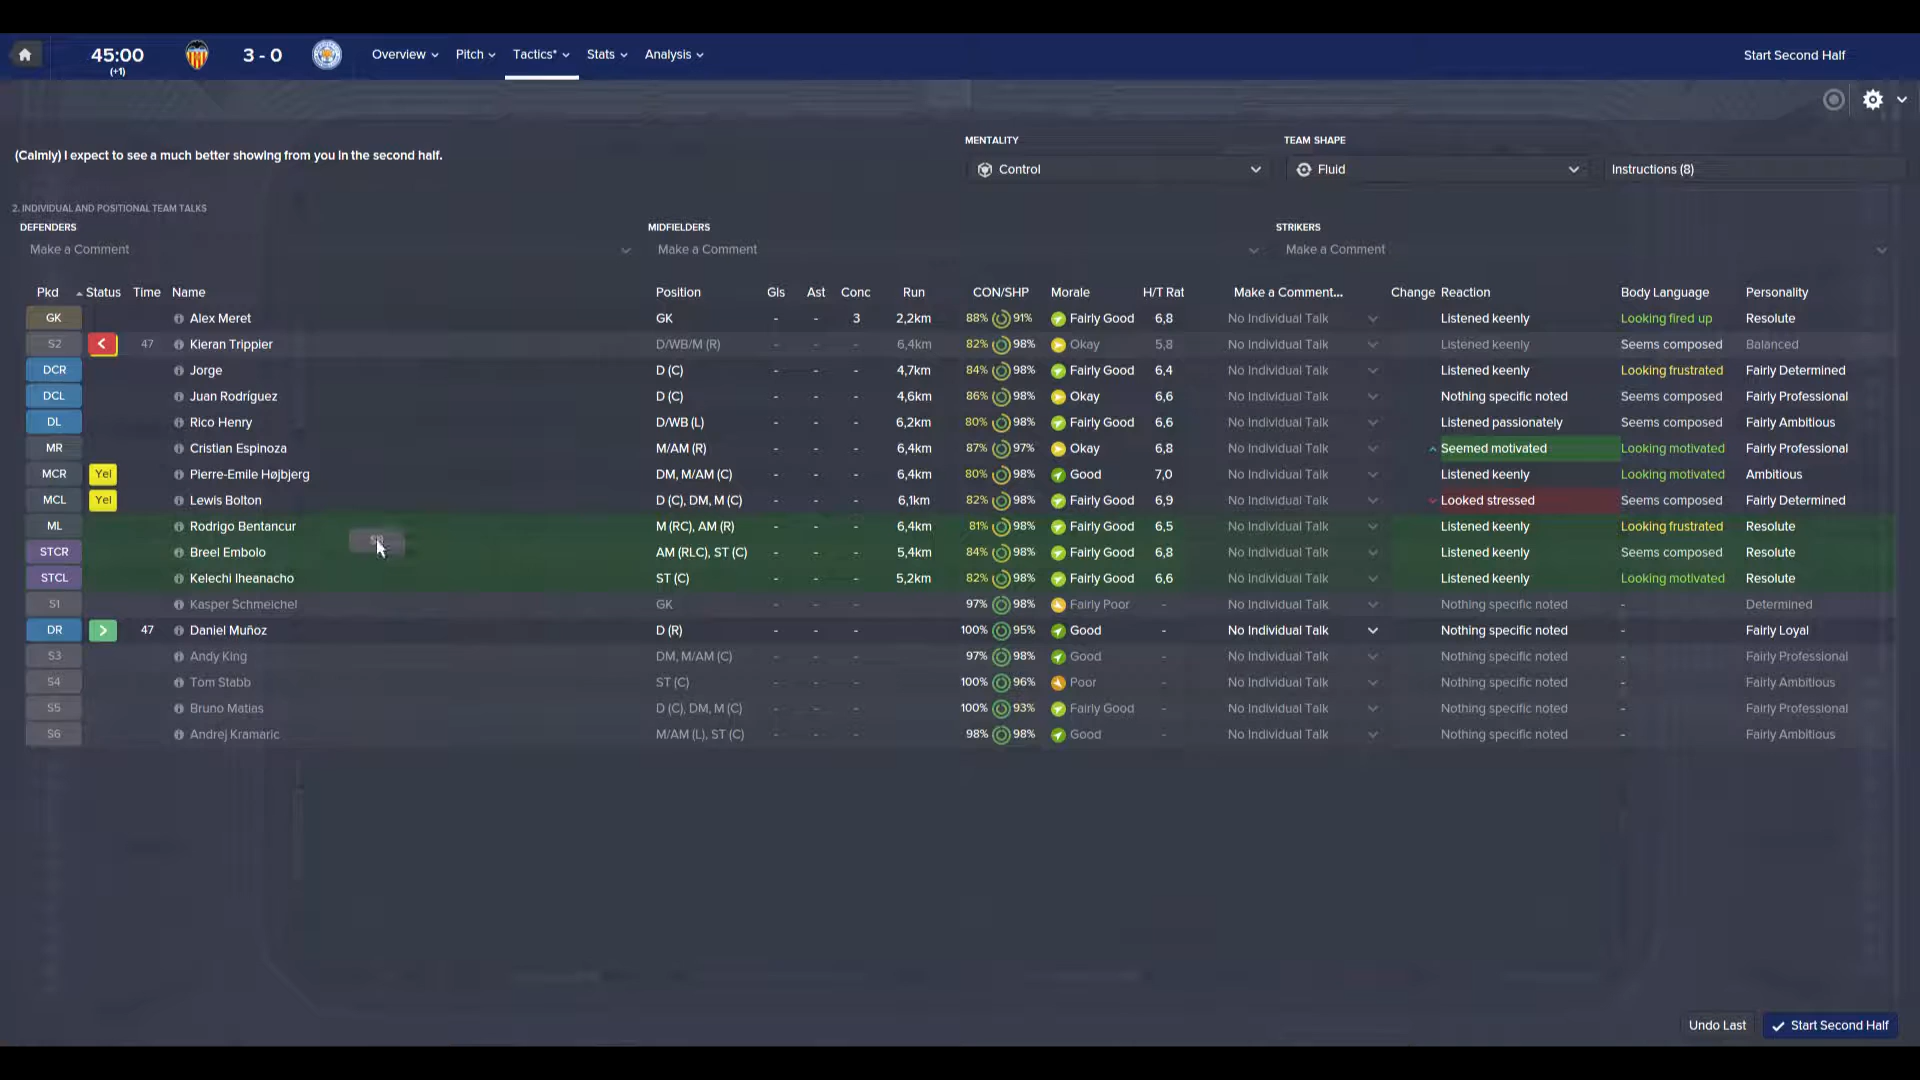 45:00 3 - 0 Overview Pitch Tactics* Stats Analysis Start Second Half
(+1)
MENTALITY TEAM SHAPE
(Calmly) I expect to see a much better showing from you in the second half.
Control Fluid Instructions (8)
2. INDIVIDUAL AND POSITIONAL TEAM TALKS
DEFENDERS MIDFIELDERS STRIKERS
Make a Comment Make a Comment Make a Comment
Pkd Status Time Name Position Gls Ast Conc Run CON/SHP Morale H/T Rat Make a Comment... Change Reaction Body Language Personality
GK Alex Meret GK - - 3 2,2km 88% 91% Fairly Good 6,8 No Individual Talk Listened keenly Looking fired up Resolute
S2 47 Kieran Trippier D/WB/M (R) - - - 6,4km 82% 98% Okay 5,8 No Individual Talk Listened keenly Seems composed Balanced
DCR Jorge D (C) - - - 4,7km 84% 98% Fairly Good 6,4 No Individual Talk Listened keenly Looking frustrated Fairly Determined
DCL Juan Rodríguez D (C) - - - 4,6km 86% 98% Okay 6,6 No Individual Talk Nothing specific noted Seems composed Fairly Professional
DL Rico Henry D/WB (L) - - - 6,2km 80% 98% Fairly Good 6,6 No Individual Talk Listened passionately Seems composed Fairly Ambitious
MR Cristian Espinoza M/AM (R) - - - 6,4km 87% 97% Okay 6,8 No Individual Talk Seemed motivated Looking motivated Fairly Professional
MCR Yel Pierre-Emile Højbjerg DM, M/AM (C) - - - 6,4km 80% 98% Good 7,0 No Individual Talk Listened keenly Looking motivated Ambitious
MCL Yel Lewis Bolton D (C), DM, M (C) - - - 6,1km 82% 98% Fairly Good 6,9 No Individual Talk Looked stressed Seems composed Fairly Determined
ML Rodrigo Bentancur M (RC), AM (R) - - - 6,4km 81% 98% Fairly Good 6,5 No Individual Talk Listened keenly Looking frustrated Resolute
STCR Breel Embolo AM (RLC), ST (C) - - - 5,4km 84% 98% Fairly Good 6,8 No Individual Talk Listened keenly Seems composed Resolute
STCL Kelechi Iheanacho ST (C) - - - 5,2km 82% 98% Fairly Good 6,6 No Individual Talk Listened keenly Looking motivated Resolute
S1 Kasper Schmeichel GK - - - 97% 98% Fairly Poor - No Individual Talk Nothing specific noted - Determined
DR 47 Daniel Muñoz D (R) - - - 100% 95% Good - No Individual Talk Nothing specific noted - Fairly Loyal
S3 Andy King DM, M/AM (C) - - - 97% 98% Good - No Individual Talk Nothing specific noted - Fairly Professional
S4 Tom Stabb ST (C) - - - 100% 96% Poor - No Individual Talk Nothing specific noted - Fairly Ambitious
S5 Bruno Matias D (C), DM, M (C) - - - 100% 93% Fairly Good - No Individual Talk Nothing specific noted - Fairly Professional
S6 Andrej Kramaric M/AM (L), ST (C) - - - 98% 98% Good - No Individual Talk Nothing specific noted - Fairly Ambitious
Undo Last Start Second Half